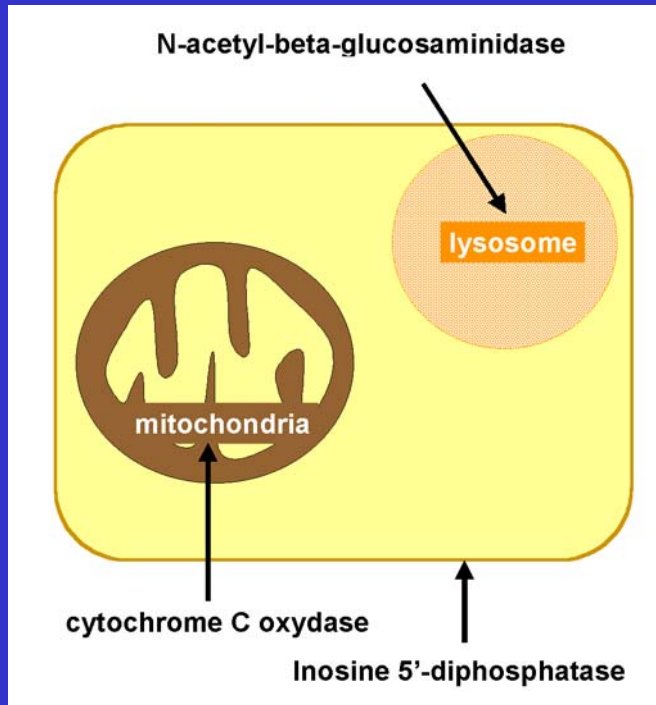 N-acetyl-beta-glucosaminidase
lysosome
mitochondria
cytochrome C oxydase
Inosine 5'-diphosphatase